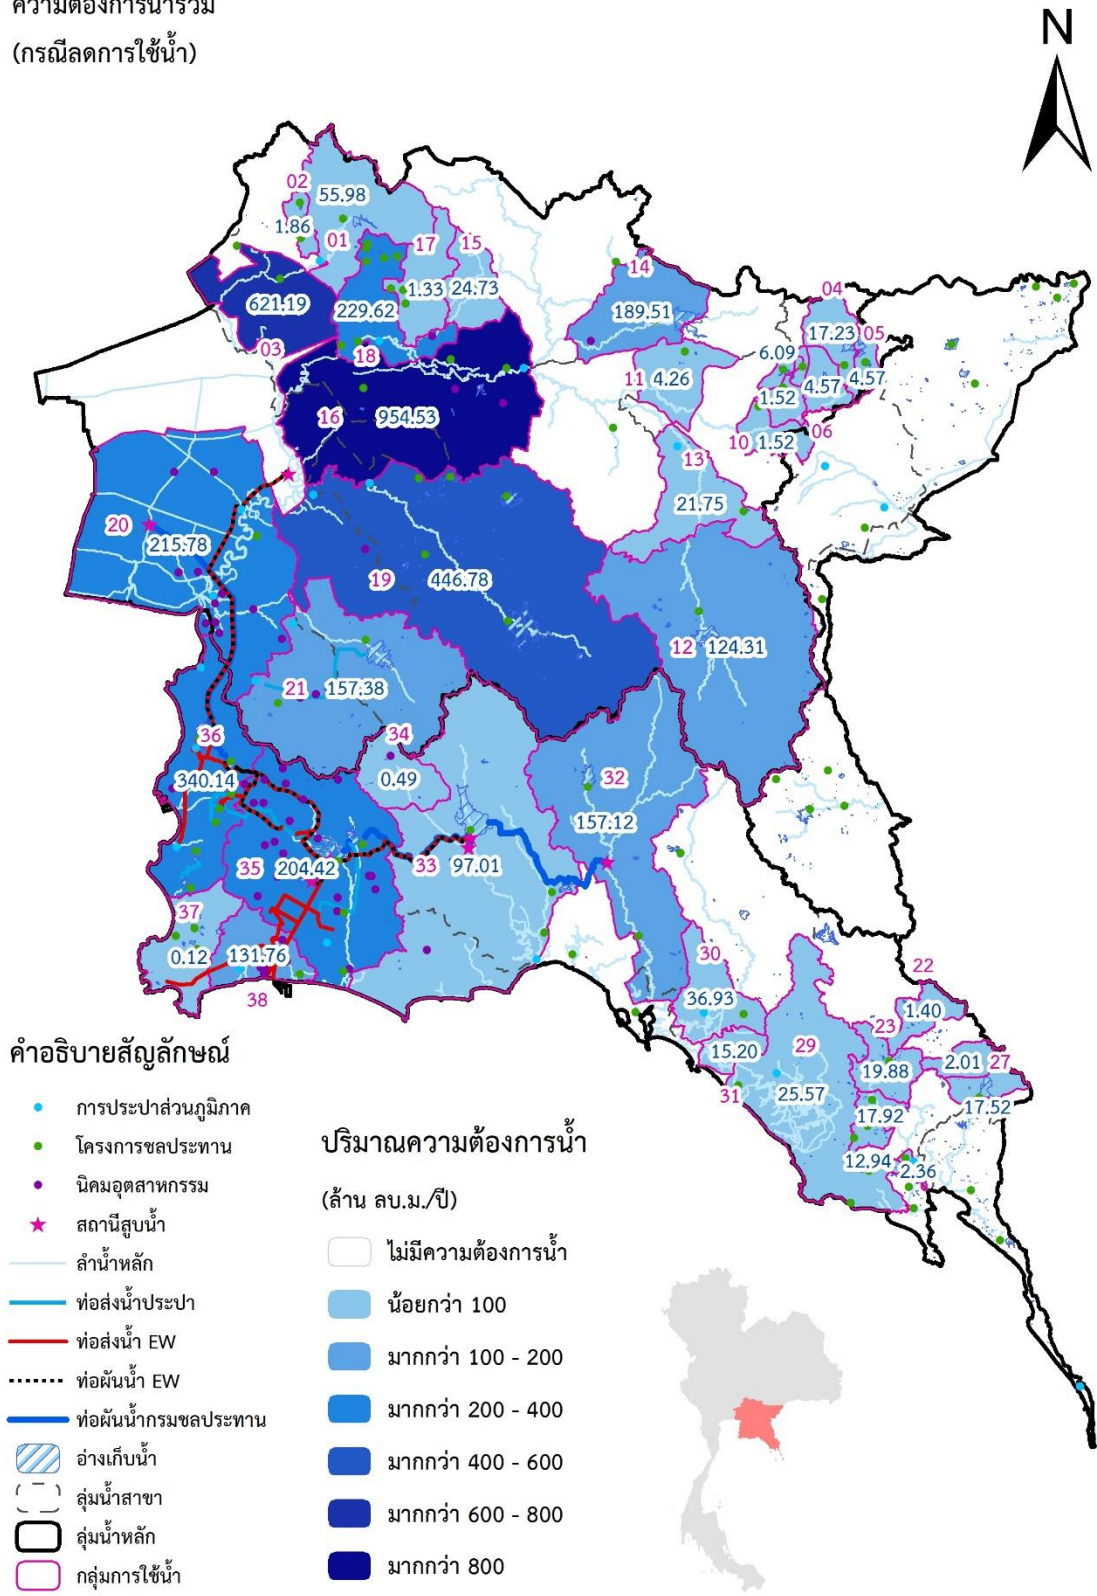 ความต้องการน้ำรวม
(กรณีลดการใช้น้ำ)
N
02
55.98
1.86
01
17
15
14
04
621.19
229.62
1.33
24.73
189.51
17.23
05
03
18
6.09
11
4.26
4.57
4.57
1.52
16
954.53
10
1.52
06
13
21.75
20
215.78
19
446.78
12
124.31
21
157.38
36
34
340.14
0.49
32
157.12
35
204.42
33
97.01
37
0.12
131.76
38
30
36.93
22
1.40
15.20
29
23
19.88
2.01
27
31
25.57
17.92
17.52
12.94
2.36
คำอธิบายสัญลักษณ์
การประปาส่วนภูมิภาค
โครงการชลประทาน
นิคมอุตสาหกรรม
สถานีสูบน้ำ
ลำน้ำหลัก
ท่อส่งน้ำประปา
ท่อส่งน้ำ EW
ท่อผันน้ำ EW
ท่อผันน้ำกรมชลประทาน
อ่างเก็บน้ำ
ลุ่มน้ำสาขา
ลุ่มน้ำหลัก
กลุ่มการใช้น้ำ
ปริมาณความต้องการน้ำ
(ล้าน ลบ.ม./ปี)
ไม่มีความต้องการน้ำ
น้อยกว่า 100
มากกว่า 100 - 200
มากกว่า 200 - 400
มากกว่า 400 - 600
มากกว่า 600 - 800
มากกว่า 800